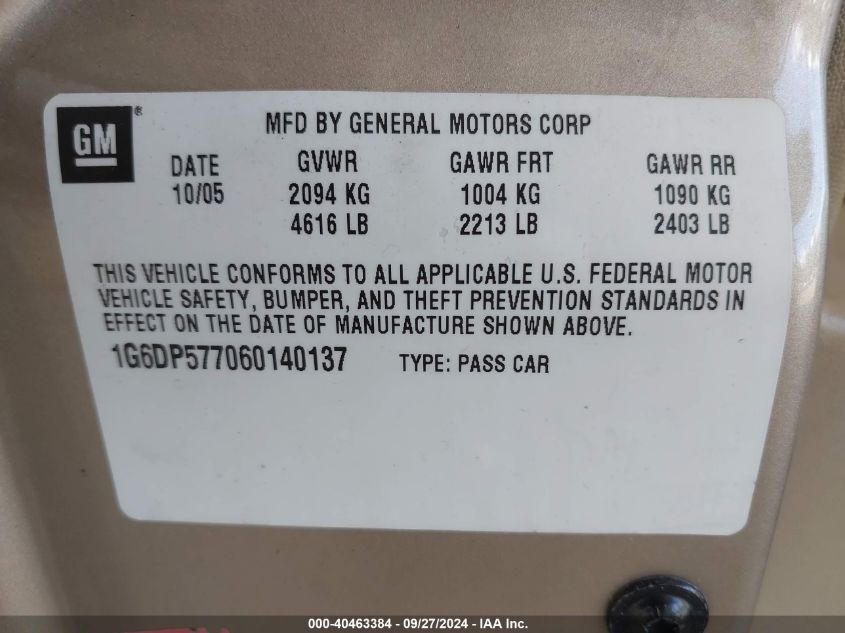 GM®
MFD BY GENERAL MOTORS CORP
DATE GVWR GAWR FRT GAWR RR
10/05 2094 KG 1004 KG 1090 KG
4616 LB 2213 LB 2403 LB
THIS VEHICLE CONFORMS TO ALL APPLICABLE U.S. FEDERAL MOTOR
VEHICLE SAFETY, BUMPER, AND THEFT PREVENTION STANDARDS IN
EFFECT ON THE DATE OF MANUFACTURE SHOWN ABOVE.
1G6DP577060140137 TYPE: PASS CAR
000-40463384 - 09/27/2024 - IAA Inc.